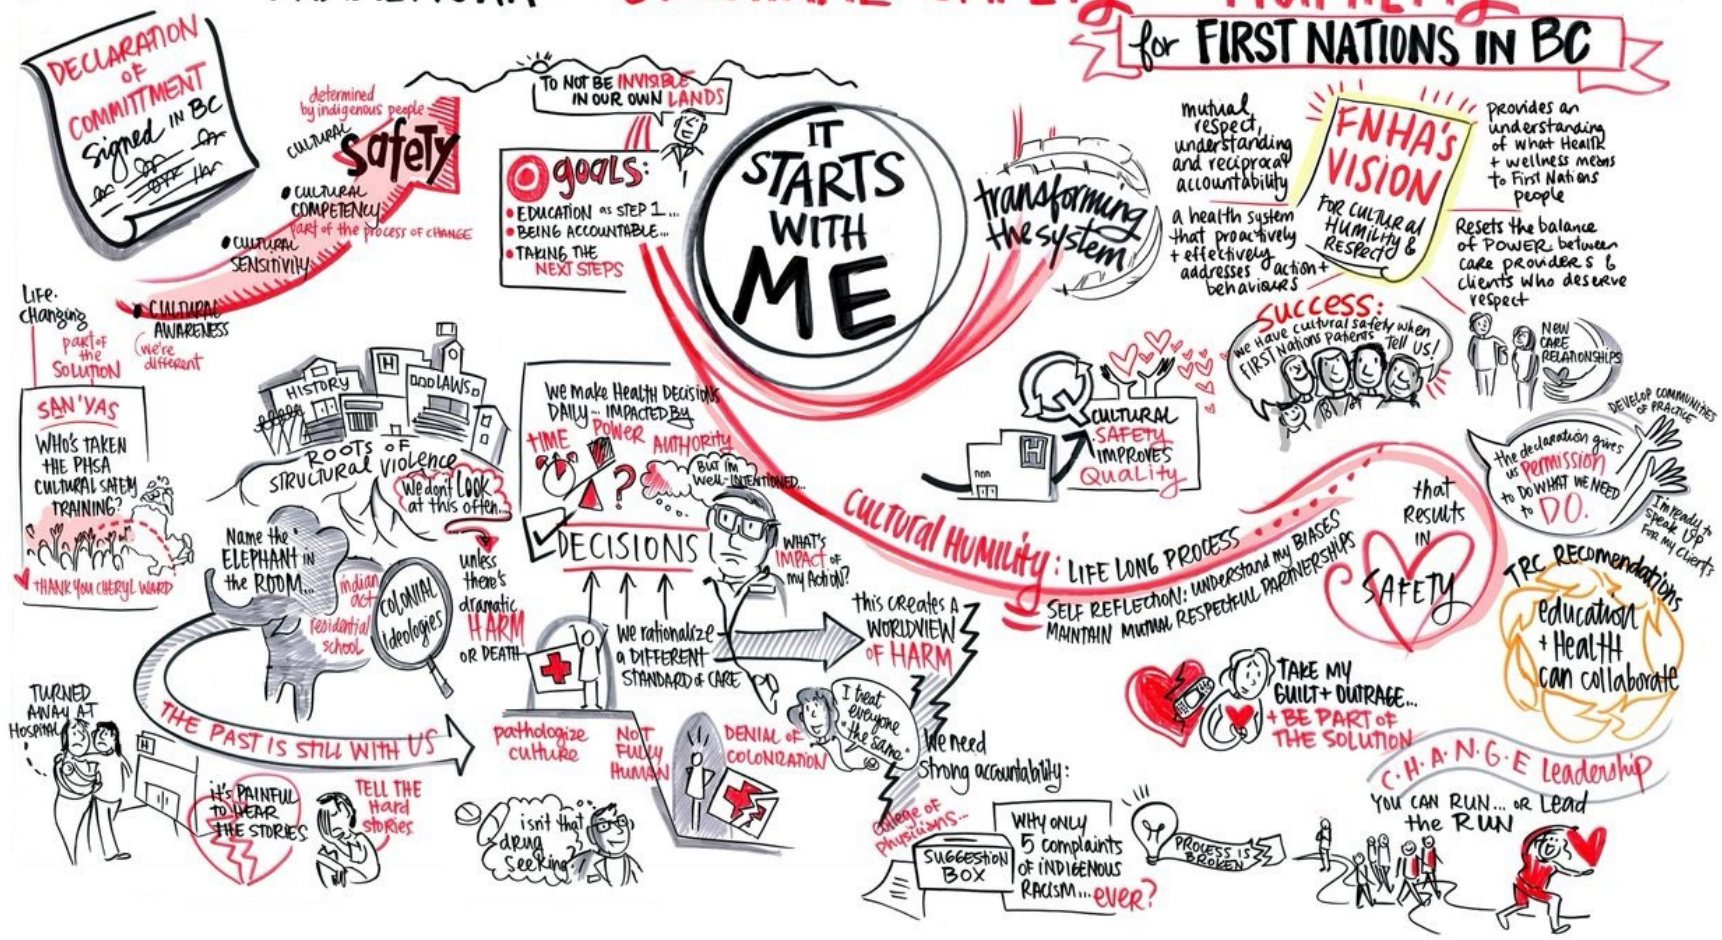 for FIRST NATIONS IN BC
DECLARATION
OF
COMMITTMENT
Signed IN BC
determined
by indigenous people
CULTURAL
safety
• CULTURAL
COMPETENCY
part of the process of CHANGE
• CULTURAL
SENSITIVITY
• CULTURAL
AWARENESS
(we're
different
TO NOT BE INVISIBLE
IN OUR OWN LANDS
goals:
• EDUCATION as STEP 1...
• BEING ACCOUNTABLE...
• TAKING THE
NEXT STEPS
IT
STARTS
WITH
ME
transforming
the system
mutual
respect,
understanding
and reciprocal
accountability
a health system
that proactively
+ effectively
addresses action +
behaviours
FNHA's
VISION
FOR CULTURAL
HUMILITY &
RESPECT
provides an
understanding
of what Health
+ wellness means
to First Nations
people
Resets the balance
of POWER between
care providers &
clients who deserve
respect
Life-
changing
part of
the
SOLUTION
SAN'YAS
WHO'S TAKEN
THE PHSA
CULTURAL SAFETY
TRAINING?
THANK YOU CHERYL WARD
HISTORY
H
LAWS
ROOTS OF
STRUCTURAL violence
We don't LOOK
at this often...
unless
there's
dramatic
HARM
OR DEATH
Name the
ELEPHANT IN
the ROOM...
indian
act
residential
school
COLONIAL
ideologies
THE PAST IS STILL WITH US
TURNED
AWAY AT
Hospital
H
it's PAINFUL
TO HEAR
THE STORIES
TELL THE
Hard
stories
We make Health Decisions
DAILY... IMPACTED BY
TIME
POWER
AUTHORITY
?
BUT I'm
well-INTENTIONED...
DECISIONS
WHAT'S
IMPACT of
my Action?
we rationalize
a DIFFERENT
STANDARD of CARE
this creates a
WORLDVIEW
OF HARM
pathologize
culture
NOT
FULLY
HUMAN
DENIAL OF
COLONIZATION
I treat
everyone
"the same"
isn't that
drug
seeking?
We need
strong accountability:
college of
physicians...
SUGGESTION
BOX
WHY ONLY
5 complaints
OF INDIGENOUS
RACISM... ever?
PROCESS IS
BROKEN
H
CULTURAL
SAFETY
IMPROVES
QUALITY
SUCCESS:
we have cultural safety when
FIRST Nations patients TELL US!
NEW
CARE
RELATIONSHIPS
DEVELOP COMMUNITIES
OF PRACTICE
the declaration gives
us PERMISSION
to DO WHAT WE NEED
to DO.
I'm ready to
speak UP
FOR MY Clients
CULTURAL HUMILITY: LIFE LONG PROCESS
SELF REFLECTION: understand my BIASES
MAINTAIN MUTUAL RESPECTFUL PARTNERSHIPS
that
results
IN
SAFETY
TRC RECOMENDATIONS
education
+ Health
can collaborate
TAKE MY
GUILT + OUTRAGE...
+ BE PART OF
THE SOLUTION
C·H·A·N·G·E Leadership
YOU CAN RUN... OR Lead
the RUN